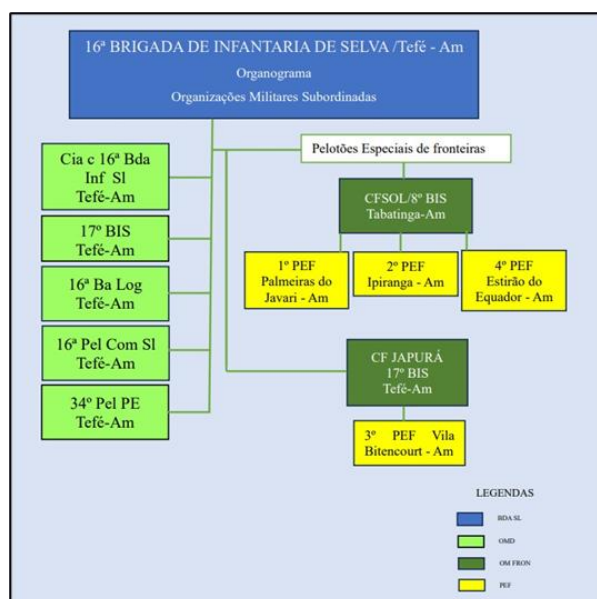 16ª BRIGADA DE INFANTARIA DE SELVA /Tefé - Am
Organograma
Organizações Militares Subordinadas
Cia c 16ª Bda
Inf Sl
Tefé-Am
17º BIS
Tefé-Am
16ª Ba Log
Tefé-Am
16ª Pel Com Sl
Tefé-Am
34º Pel PE
Tefé-Am
Pelotões Especiais de fronteiras
CFSOL/8º BIS
Tabatinga-Am
1º PEF
Palmeiras do
Javari - Am
2º PEF
Ipiranga - Am
4º PEF
Estirão do
Equador - Am
CF JAPURÁ
17º BIS
Tefé-Am
3º PEF Vila
Bitencourt - Am
LEGENDAS
BDA SL
OMD
OM FRON
PEF